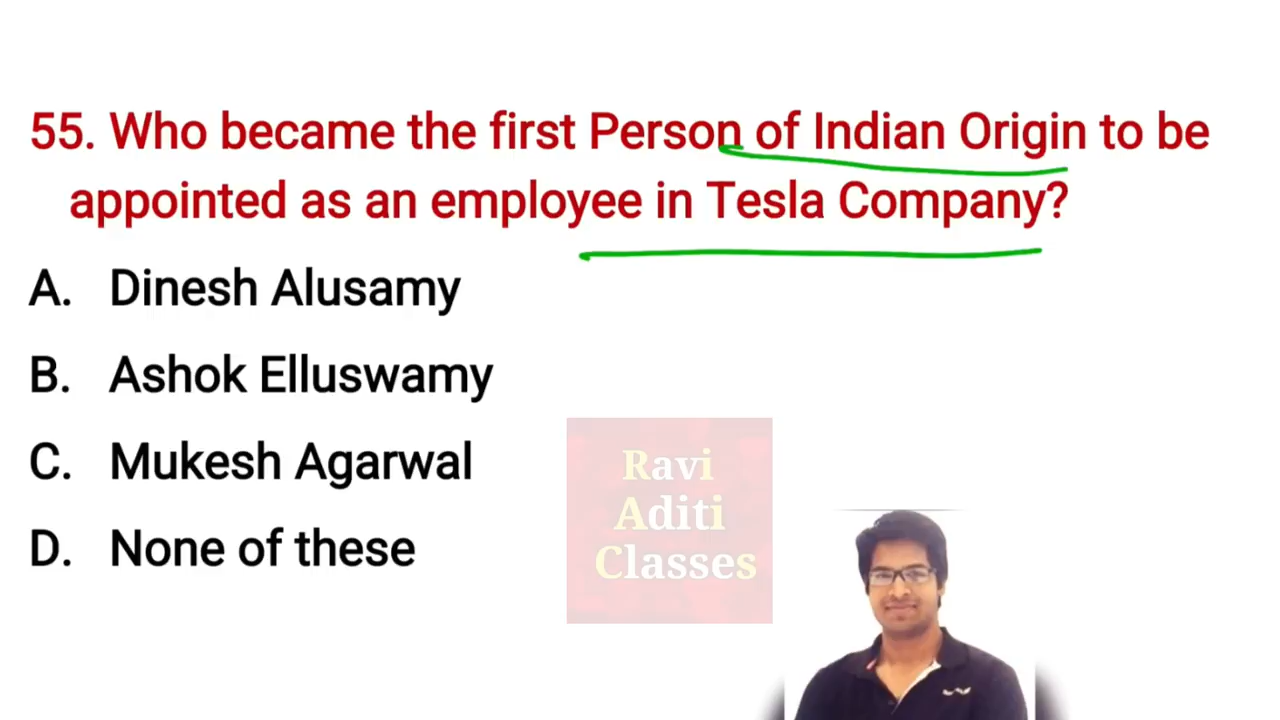 55. Who became the first Person of Indian Origin to be
appointed as an employee in Tesla Company?
A. Dinesh Alusamy
B. Ashok Elluswamy
C. Mukesh Agarwal
D. None of these
Ravi
Aditi
Classes